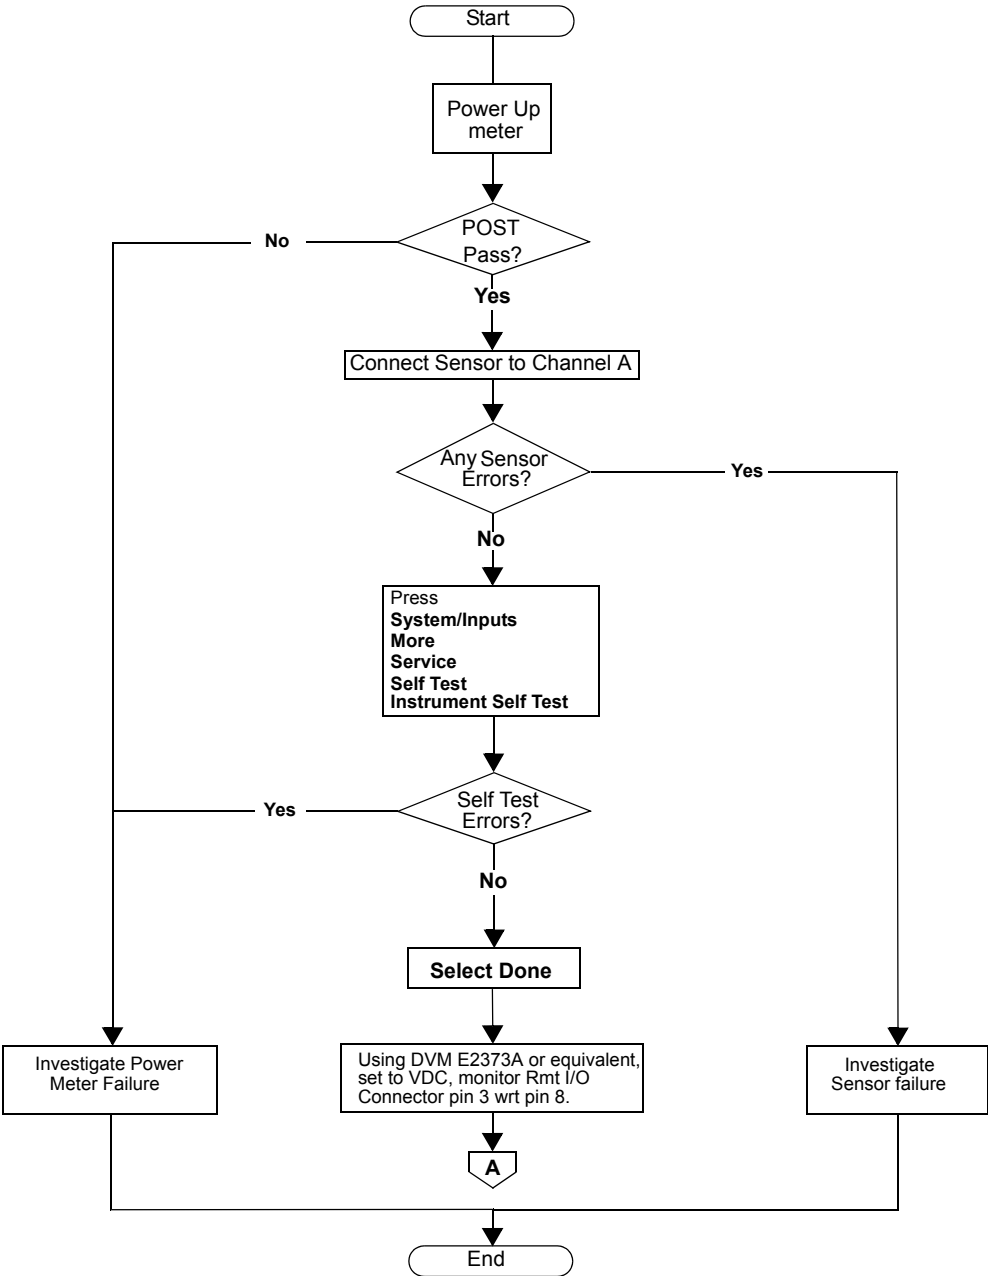 Start
Power Up
meter
POST
Pass?
No
Yes
Connect Sensor to Channel A
Any Sensor
Errors?
Yes
No
Press
System/Inputs
More
Service
Self Test
Instrument Self Test
Self Test
Errors?
Yes
No
Select Done
Investigate Power
Meter Failure
Using DVM E2373A or equivalent,
set to VDC, monitor Rmt I/O
Connector pin 3 wrt pin 8.
Investigate
Sensor failure
A
End